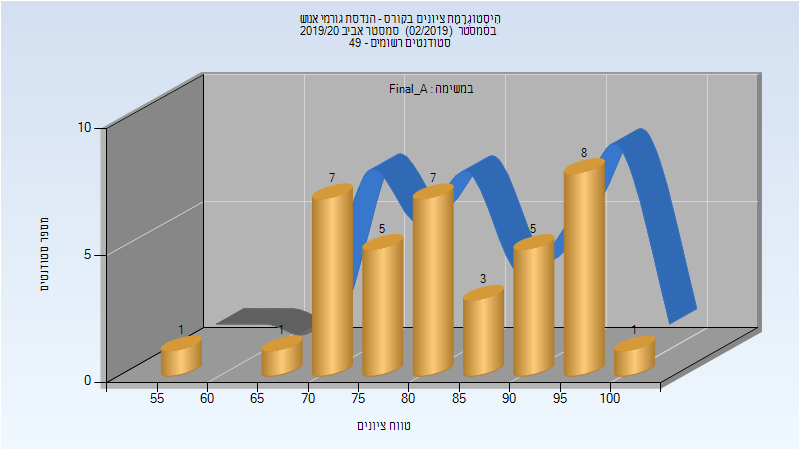 היסטוגרמת ציונים בקורס - הנדסת גורמי אנוש
בסמסטר (02/2019) סמסטר אביב 2019/20
סטודנטים רשומים - 49
במשימה : Final_A
10
5
0
מספר סטודנטים
1
1
7
5
7
3
5
8
1
55 60 65 70 75 80 85 90 95 100
טווח ציונים